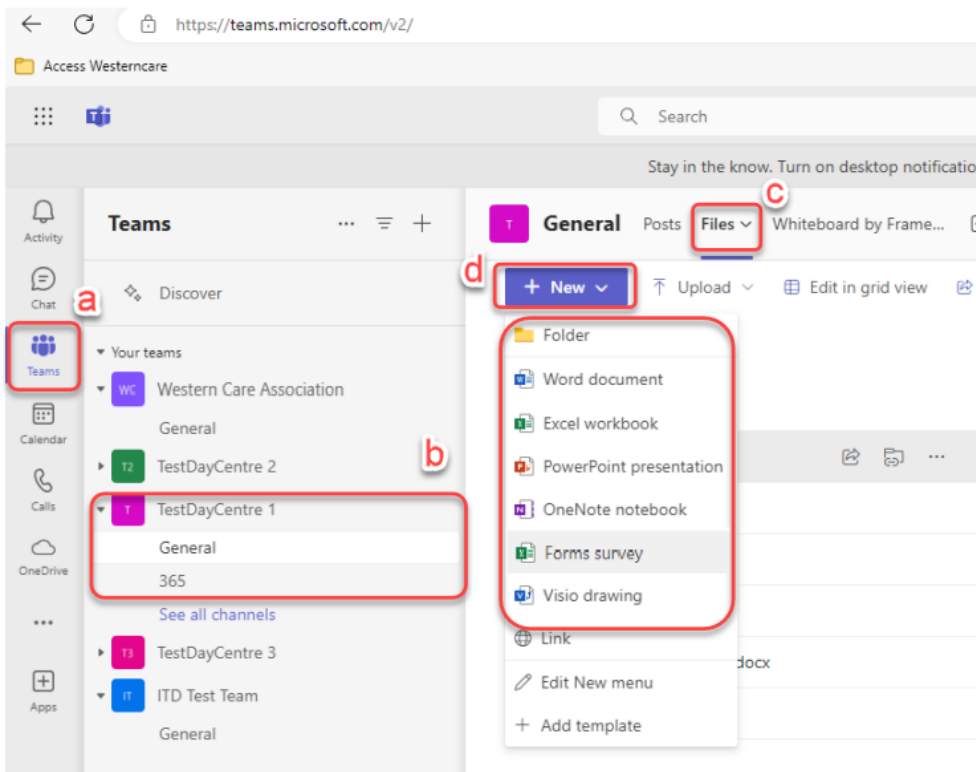 https://teams.microsoft.com/v2/
Access Westerncare
Search
Stay in the know. Turn on desktop notificatio
Activity
Chat
Teams
Calendar
Calls
OneDrive
Apps
a
Teams
Discover
Your teams
WC Western Care Association
General
b
T2 TestDayCentre 2
T TestDayCentre 1
General
365
See all channels
T3 TestDayCentre 3
IT ITD Test Team
General
c
T General Posts Files Whiteboard by Frame...
d
+ New Upload Edit in grid view
Folder
Word document
Excel workbook
PowerPoint presentation
OneNote notebook
Forms survey
Visio drawing
Link
docx
Edit New menu
+ Add template